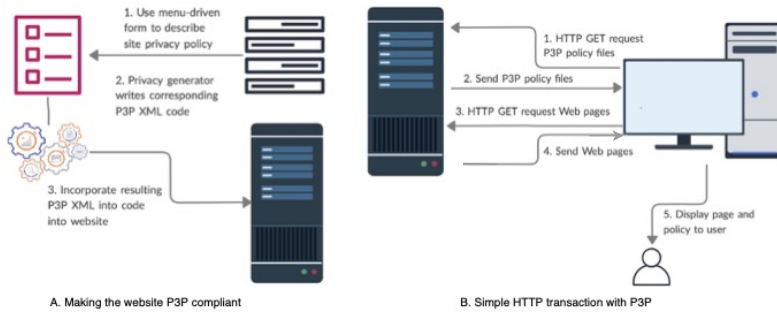 1. Use menu-driven
form to describe
site privacy policy
2. Privacy generator
writes corresponding
P3P XML code
3. Incorporate resulting
P3P XML into code
into website
A. Making the website P3P compliant
1. HTTP GET request
P3P policy files
2. Send P3P policy files
3. HTTP GET request Web pages
4. Send Web pages
5. Display page and
policy to user
B. Simple HTTP transaction with P3P